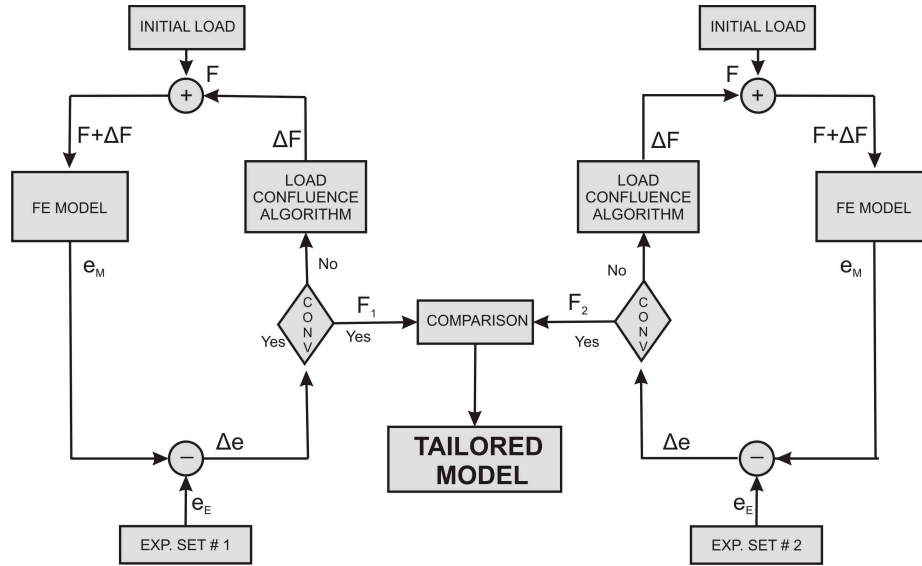 INITIAL LOAD
F
+
F+ΔF
ΔF
FE MODEL
LOAD
CONFLUENCE
ALGORITHM
e_M
No
CONV
Yes
F_1
Yes
Δe
−
e_E
EXP. SET # 1
COMPARISON
TAILORED
MODEL
INITIAL LOAD
F
+
F+ΔF
ΔF
LOAD
CONFLUENCE
ALGORITHM
FE MODEL
e_M
No
CONV
F_2
Yes
Δe
−
e_E
EXP. SET # 2